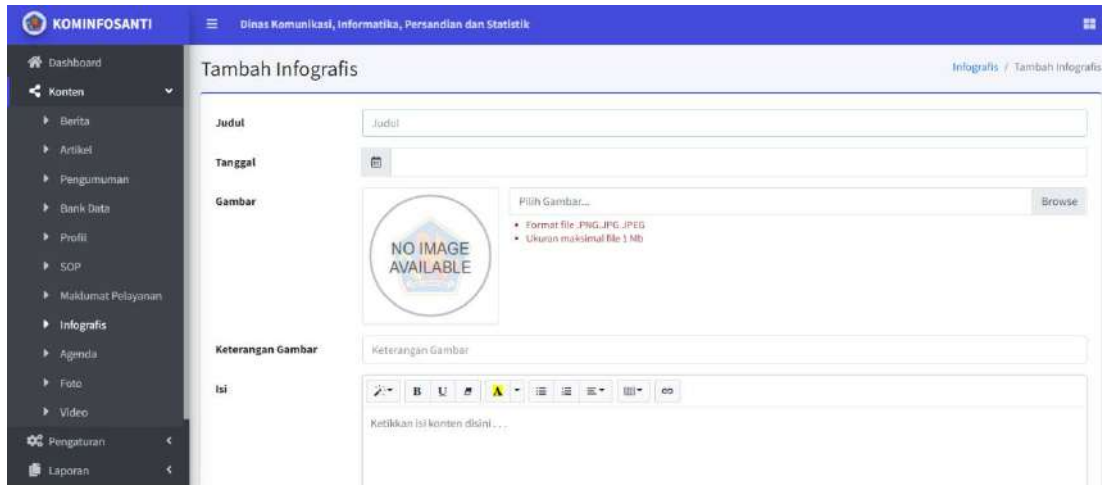 KOMINFOSANTI
Dinas Komunikasi, Informatika, Persandian dan Statistik
Dashboard
Konten
Berita
Artikel
Pengumuman
Bank Data
Profil
SOP
Maklumat Pelayanan
Infografis
Agenda
Foto
Video
Pengaturan
Laporan
Tambah Infografis
Infografis / Tambah Infografis
Judul
Judul
Tanggal
Gambar
NO IMAGE
AVAILABLE
Pilih Gambar...
Browse
Format file .PNG,.JPG,.JPEG
Ukuran maksimal file 1 Mb
Keterangan Gambar
Keterangan Gambar
Isi
B U A
Ketikkan isi konten disini . . .